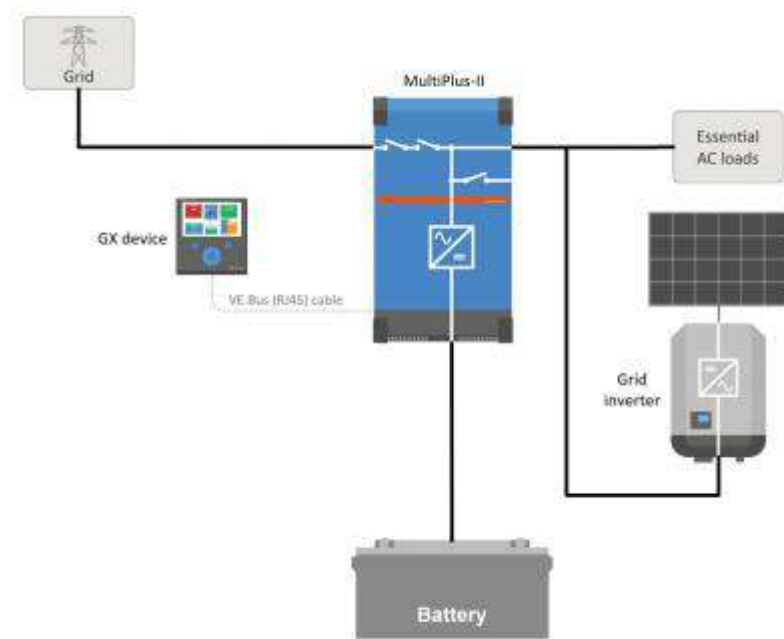 Grid
MultiPlus-II
Essential
AC loads
GX device
VE.Bus (RJ45) cable
Grid
inverter
Battery